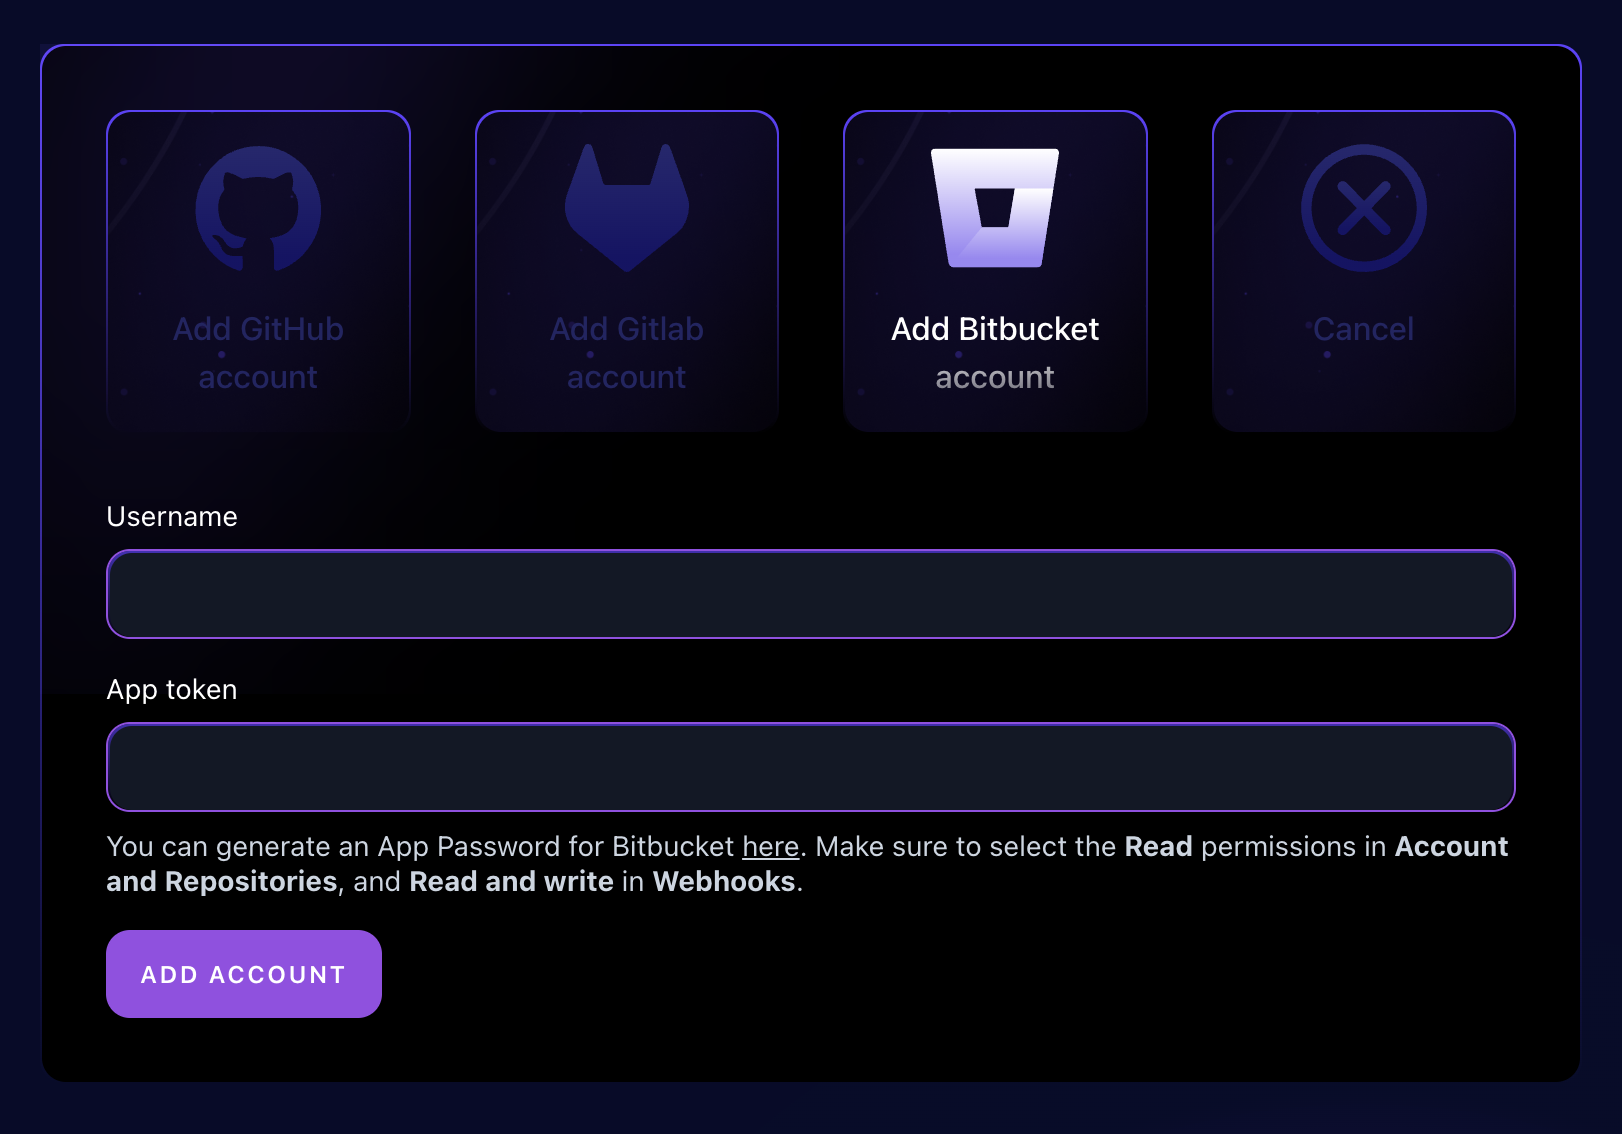 Add GitHub
account
Add Gitlab
account
Add Bitbucket
account
Cancel
Username
App token
You can generate an App Password for Bitbucket here. Make sure to select the Read permissions in Account
and Repositories, and Read and write in Webhooks.
ADD ACCOUNT